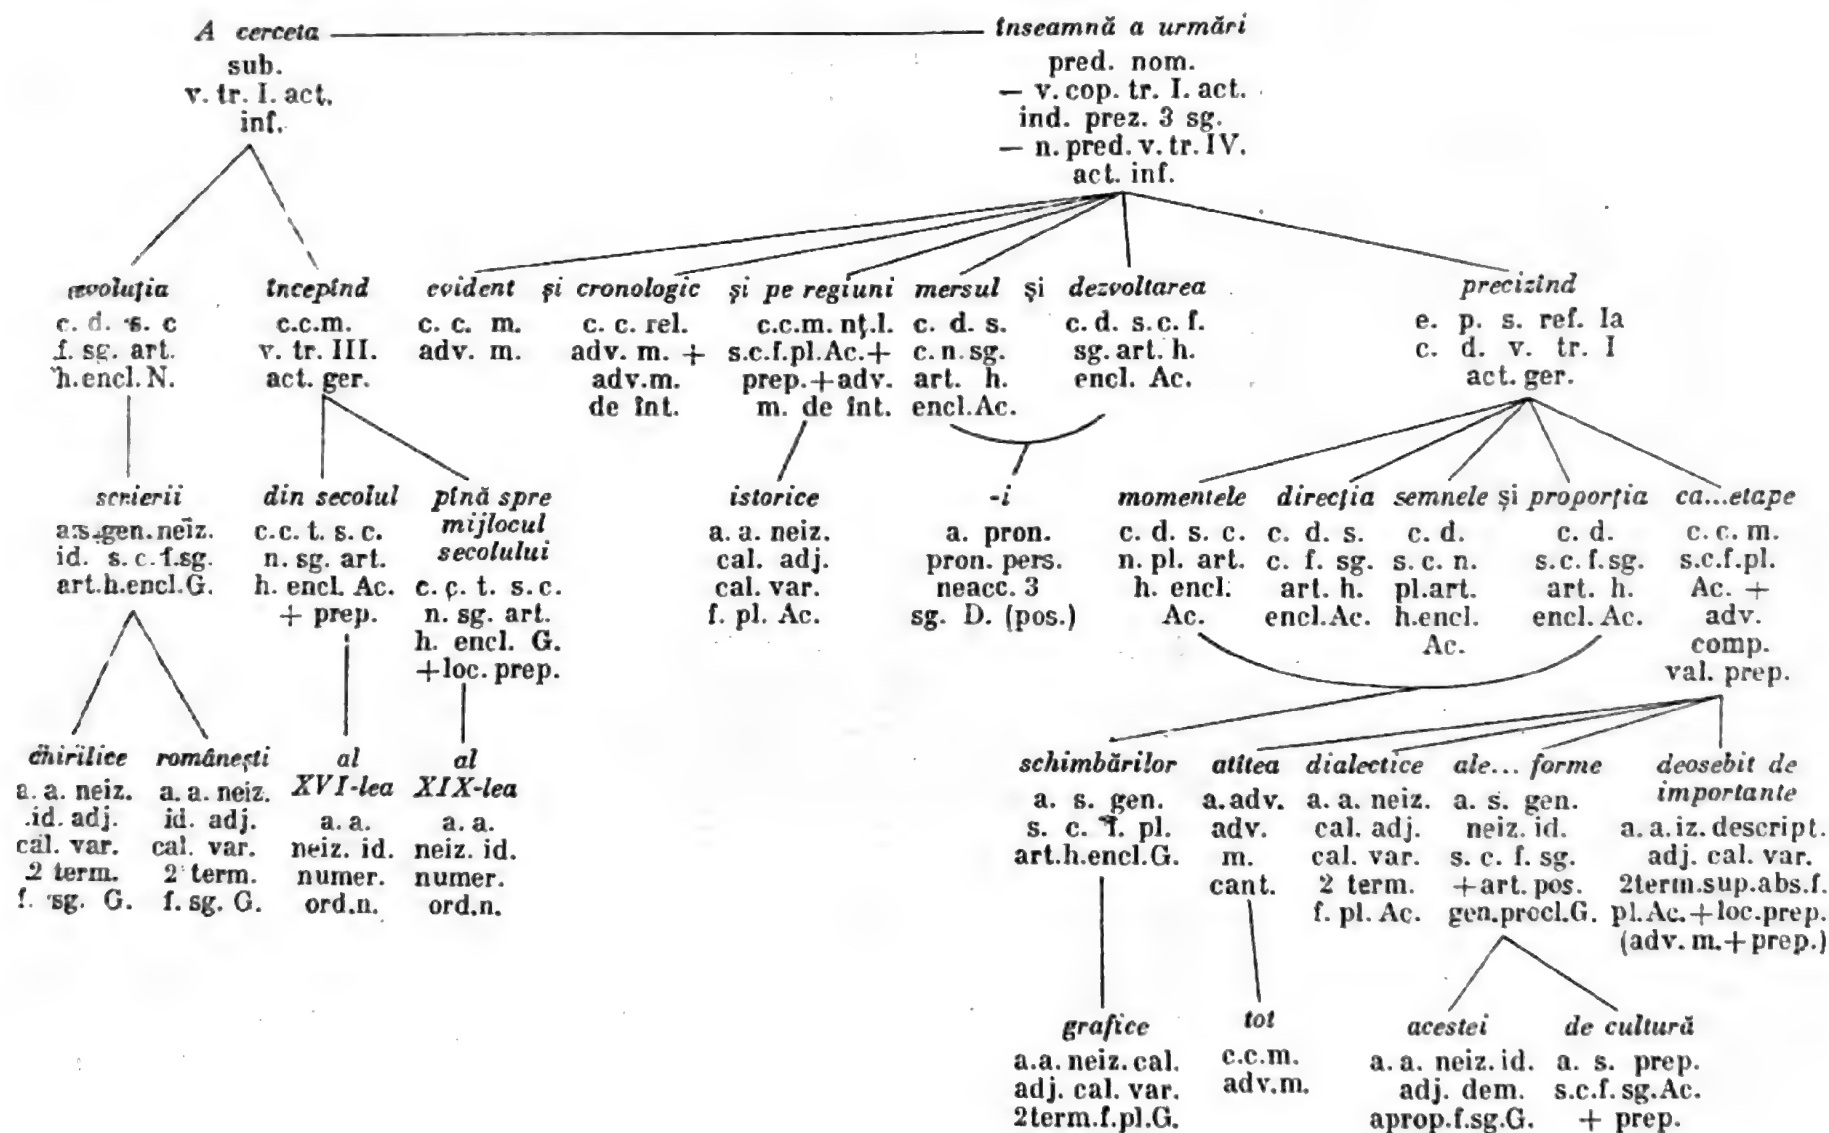 A cerceta
sub.
v. tr. I. act.
inf.
înseamnă a urmări
pred. nom.
— v. cop. tr. I. act.
ind. prez. 3 sg.
— n. pred. v. tr. IV.
act. inf.
evoluția
c. d. s. c
f. sg. art.
h. encl. N.
începînd
c.c.m.
v. tr. III.
act. ger.
evident
c. c. m.
adv. m.
și cronologic
c. c. rel.
adv. m. +
adv.m.
de înt.
și pe regiuni
c.c.m. nț.l.
s.c.f.pl.Ac.+
prep.+adv.
m. de înt.
mersul
c. d. s.
c. n. sg.
art. h.
encl.Ac.
și dezvoltarea
c. d. s. c. f.
sg. art. h.
encl. Ac.
precizînd
e. p. s. ref. la
c. d. v. tr. I
act. ger.
scrierii
a.s.gen.neiz.
id. s. c. f.sg.
art.h.encl.G.
din secolul
c.c. t. s. c.
n. sg. art.
h. encl. Ac.
+ prep.
pînă spre
mijlocul
secolului
c. c. t. s.c.
n. sg. art.
h. encl. G.
+loc. prep.
istorice
a. a. neiz.
cal. adj.
cal. var.
f. pl. Ac.
-i
a. pron.
pron. pers.
neacc. 3
sg. D. (pos.)
momentele
c. d. s. c.
n. pl. art.
h. encl.
Ac.
direcția
c. d. s.
c. f. sg.
art. h.
encl.Ac.
semnele
c. d.
s. c. n.
pl.art.
h.encl.
Ac.
și proporția
c. d.
s.c. f. sg.
art. h.
encl. Ac.
ca...etape
c. c. m.
s.c.f.pl.
Ac. +
adv.
comp.
val. prep.
chirilice
a. a. neiz.
id. adj.
cal. var.
2 term.
f. sg. G.
românești
a. a. neiz.
id. adj.
cal. var.
2 term.
f. sg. G.
al
XVI-lea
a. a.
neiz. id.
numer.
ord.n.
al
XIX-lea
a. a.
neiz. id.
numer.
ord.n.
schimbărilor
a. s. gen.
s. c. f. pl.
art.h.encl.G.
atîtea
a. adv.
adv.
m.
cant.
dialectice
a. a. neiz.
cal. adj.
cal. var.
2 term.
f. pl. Ac.
ale... forme
a. s. gen.
neiz. id.
s. c. f. sg.
+art. pos.
gen.procl.G.
deosebit de
importante
a. a. iz. descript.
adj. cal. var.
2term.sup.abs.f.
pl.Ac.+loc.prep.
(adv. m.+prep.)
grafice
a.a. neiz. cal.
adj. cal. var.
2term.f.pl.G.
tot
c.c.m.
adv.m.
acestei
a. a. neiz. id.
adj. dem.
aprop.f.sg.G.
de cultură
a. s. prep.
s.c.f. sg.Ac.
+ prep.